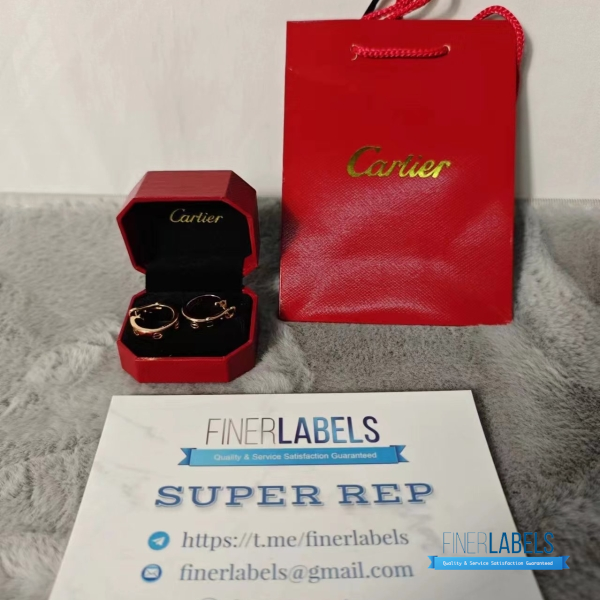 Cartier
Cartier
FINERLABELS
Quality & Service Satisfaction Guaranteed
SUPER REP
https://t.me/finerlabels
finerlabels@gmail.com
FINERLABELS
Quality & Service Satisfaction Guaranteed